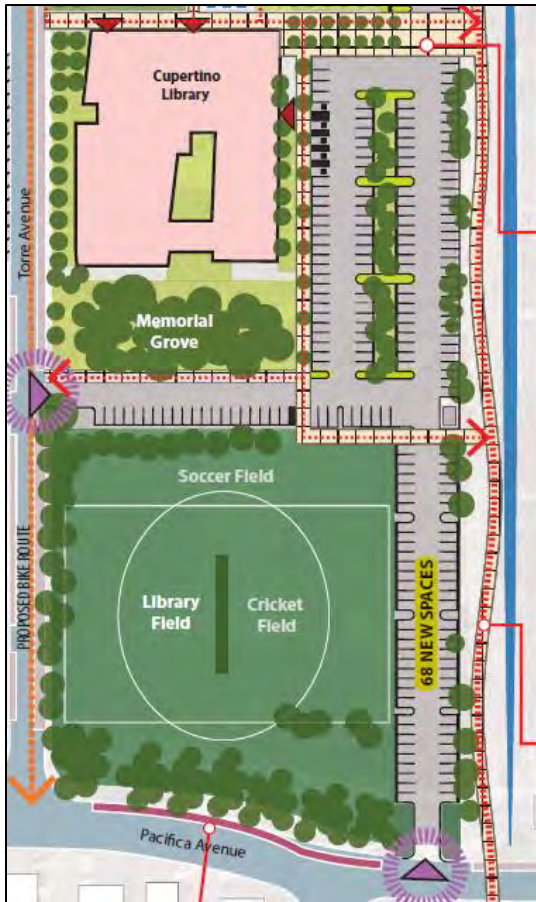 Cupertino
Library
Torre Avenue
Memorial
Grove
Soccer Field
PROPOSED BIKE ROUTE
Library
Field
Cricket
Field
68 NEW SPACES
Pacifica Avenue